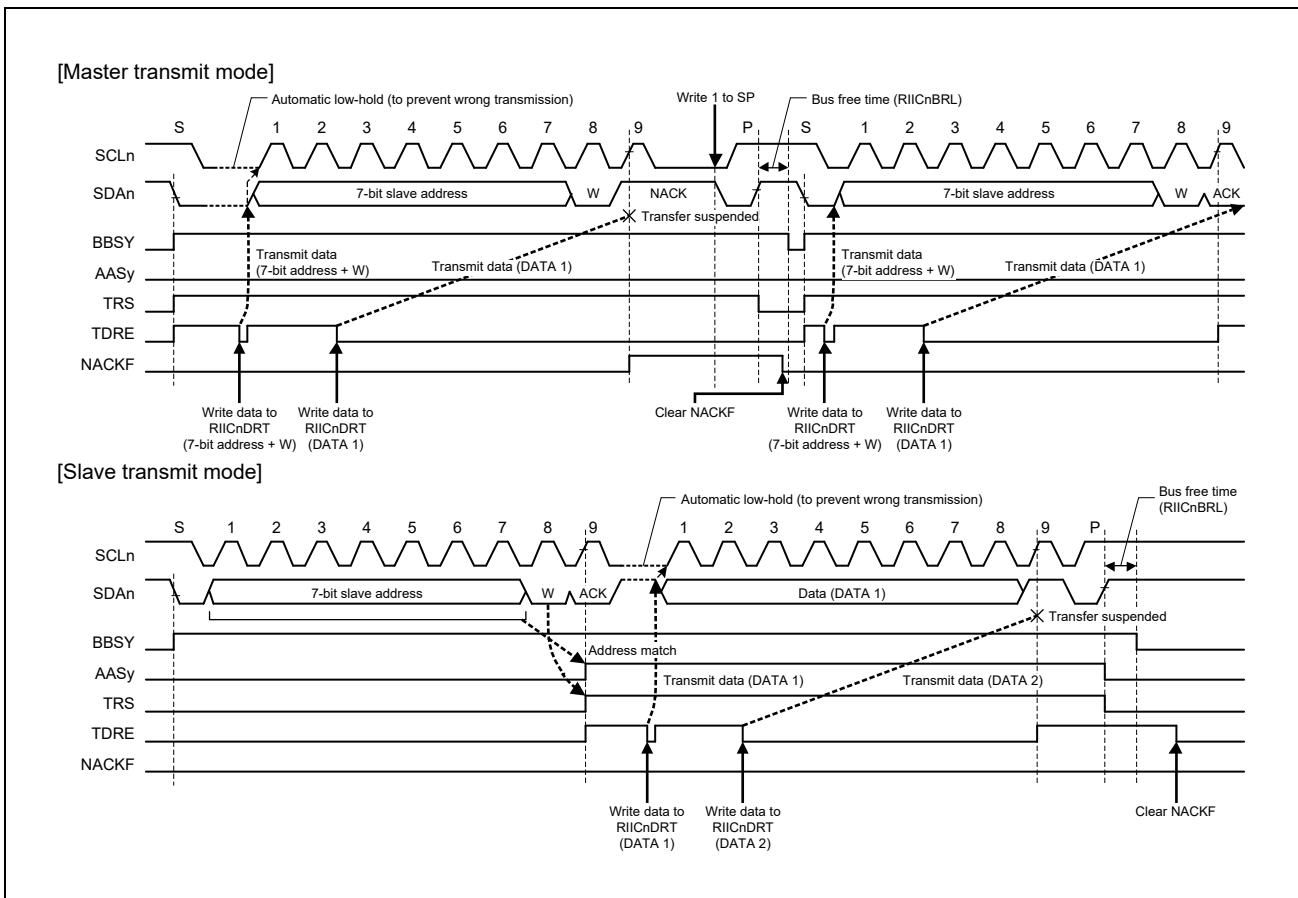 [Master transmit mode]
Automatic low-hold (to prevent wrong transmission)
Write 1 to SP
Bus free time (RIICnBRL)
S 1 2 3 4 5 6 7 8 9 P S 1 2 3 4 5 6 7 8 9
SCLn
SDAn 7-bit slave address W NACK 7-bit slave address W ACK
Transfer suspended
BBSY
Transmit data
(7-bit address + W)
Transmit data (DATA 1)
Transmit data
(7-bit address + W)
Transmit data (DATA 1)
AASy
TRS
TDRE
NACKF
Write data to
RIICnDRT
(7-bit address + W)
Write data to
RIICnDRT
(DATA 1)
Clear NACKF
Write data to
RIICnDRT
(7-bit address + W)
Write data to
RIICnDRT
(DATA 1)
[Slave transmit mode]
Automatic low-hold (to prevent wrong transmission)
Bus free time
(RIICnBRL)
S 1 2 3 4 5 6 7 8 9 1 2 3 4 5 6 7 8 9 P
SCLn
SDAn 7-bit slave address W ACK Data (DATA 1)
Transfer suspended
BBSY
Address match
AASy
Transmit data (DATA 1) Transmit data (DATA 2)
TRS
TDRE
NACKF
Write data to
RIICnDRT
(DATA 1)
Write data to
RIICnDRT
(DATA 2)
Clear NACKF